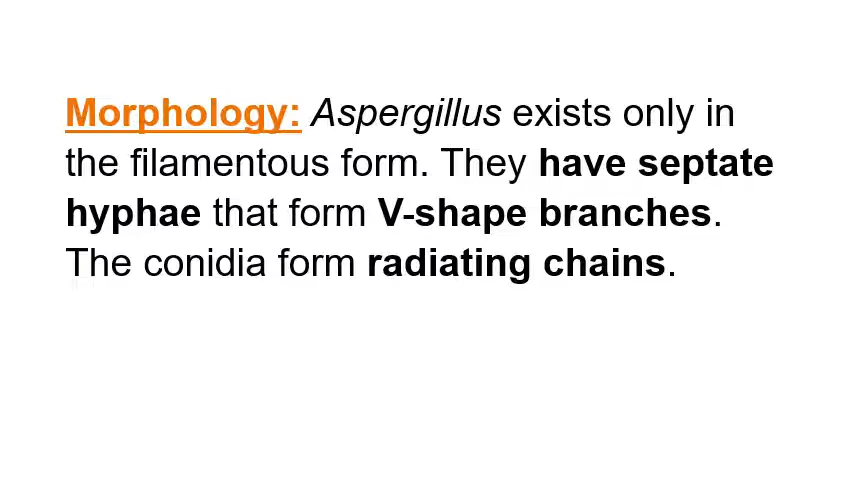 Morphology: Aspergillus exists only in
the filamentous form. They have septate
hyphae that form V-shape branches.
The conidia form radiating chains.